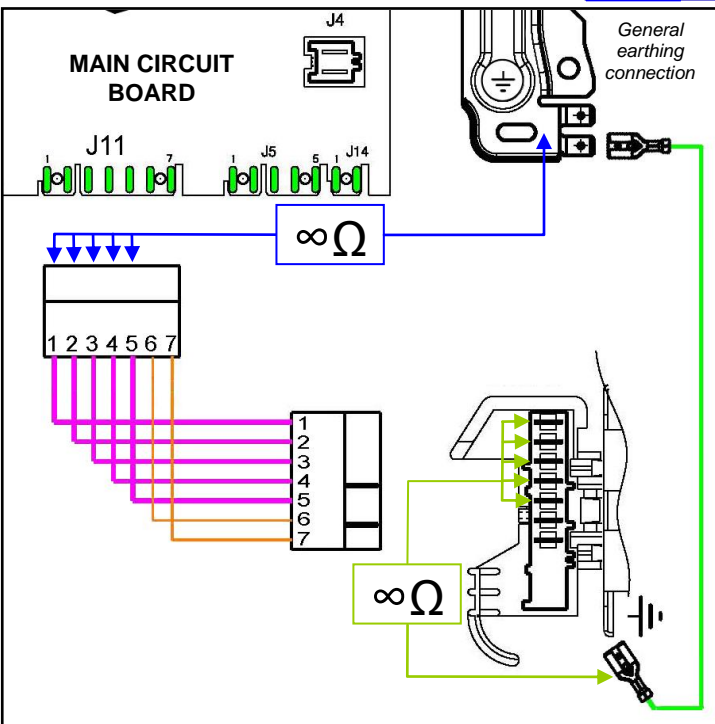 J4
General
earthing
connection
MAIN CIRCUIT
BOARD
J11
1
7
1
J5
5
1
J14
∞Ω
1 2 3 4 5 6 7
1
2
3
4
5
6
7
∞Ω